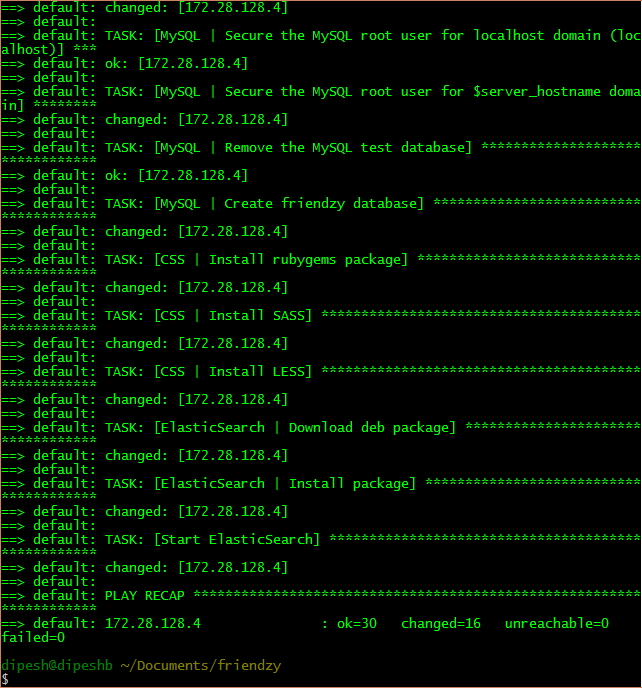 ==> default: changed: [172.28.128.4]
==> default:
==> default: TASK: [MySQL | Secure the MySQL root user for localhost domain (loc
alhost)] ***
==> default: ok: [172.28.128.4]
==> default:
==> default: TASK: [MySQL | Secure the MySQL root user for $server_hostname doma
in] ********
==> default: changed: [172.28.128.4]
==> default:
==> default: TASK: [MySQL | Remove the MySQL test database] ********************
************
==> default: ok: [172.28.128.4]
==> default:
==> default: TASK: [MySQL | Create friendzy database] **************************
************
==> default: changed: [172.28.128.4]
==> default:
==> default: TASK: [CSS | Install rubygems package] ****************************
************
==> default: changed: [172.28.128.4]
==> default:
==> default: TASK: [CSS | Install SASS] ****************************************
************
==> default: changed: [172.28.128.4]
==> default:
==> default: TASK: [CSS | Install LESS] ****************************************
************
==> default: changed: [172.28.128.4]
==> default:
==> default: TASK: [ElasticSearch | Download deb package] **********************
************
==> default: changed: [172.28.128.4]
==> default:
==> default: TASK: [ElasticSearch | Install package] ***************************
************
==> default: changed: [172.28.128.4]
==> default:
==> default: TASK: [Start ElasticSearch] ***************************************
************
==> default: changed: [172.28.128.4]
==> default:
==> default: PLAY RECAP ********************************************************
************
==> default: 172.28.128.4               : ok=30   changed=16   unreachable=0
failed=0
dipesh@dipeshb ~/Documents/friendzy
$